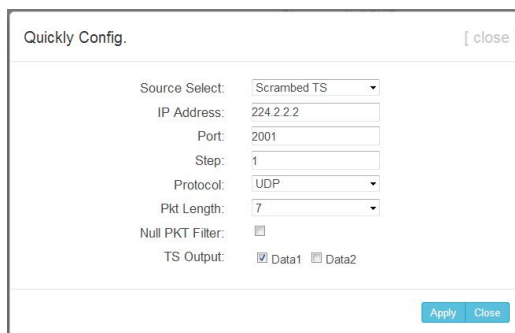 Quickly Config. [ close
Source Select: Scrambed TS
IP Address: 224.2.2.2
Port: 2001
Step: 1
Protocol: UDP
Pkt Length: 7
Null PKT Filter:
TS Output: Data1 Data2
Apply Close